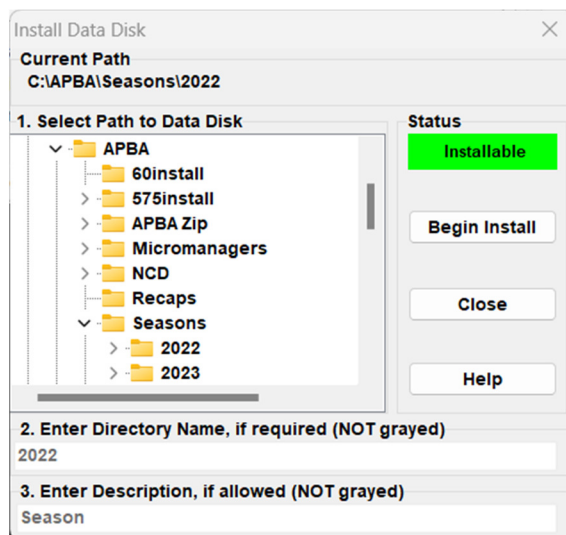 Install Data Disk
Current Path
C:\APBA\Seasons\2022
1. Select Path to Data Disk
APBA
60install
575install
APBA Zip
Micromanagers
NCD
Recaps
Seasons
2022
2023
Status
Installable
Begin Install
Close
Help
2. Enter Directory Name, if required (NOT grayed)
2022
3. Enter Description, if allowed (NOT grayed)
Season